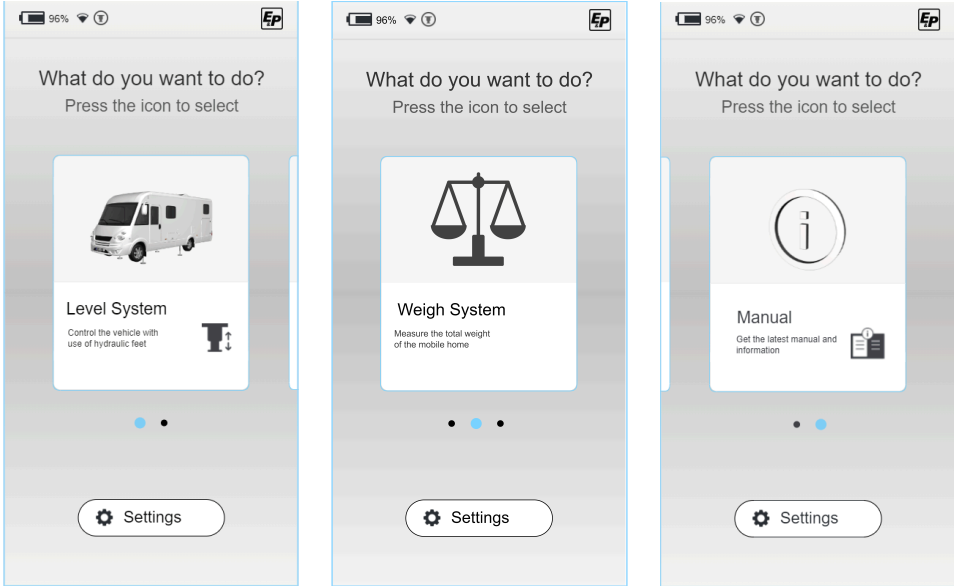 96%
E&P
What do you want to do?
Press the icon to select
Level System
Control the vehicle with
use of hydraulic feet
Settings
96%
E&P
What do you want to do?
Press the icon to select
Weigh System
Measure the total weight
of the mobile home
Settings
96%
E&P
What do you want to do?
Press the icon to select
i
Manual
Get the latest manual and
information
i
Settings